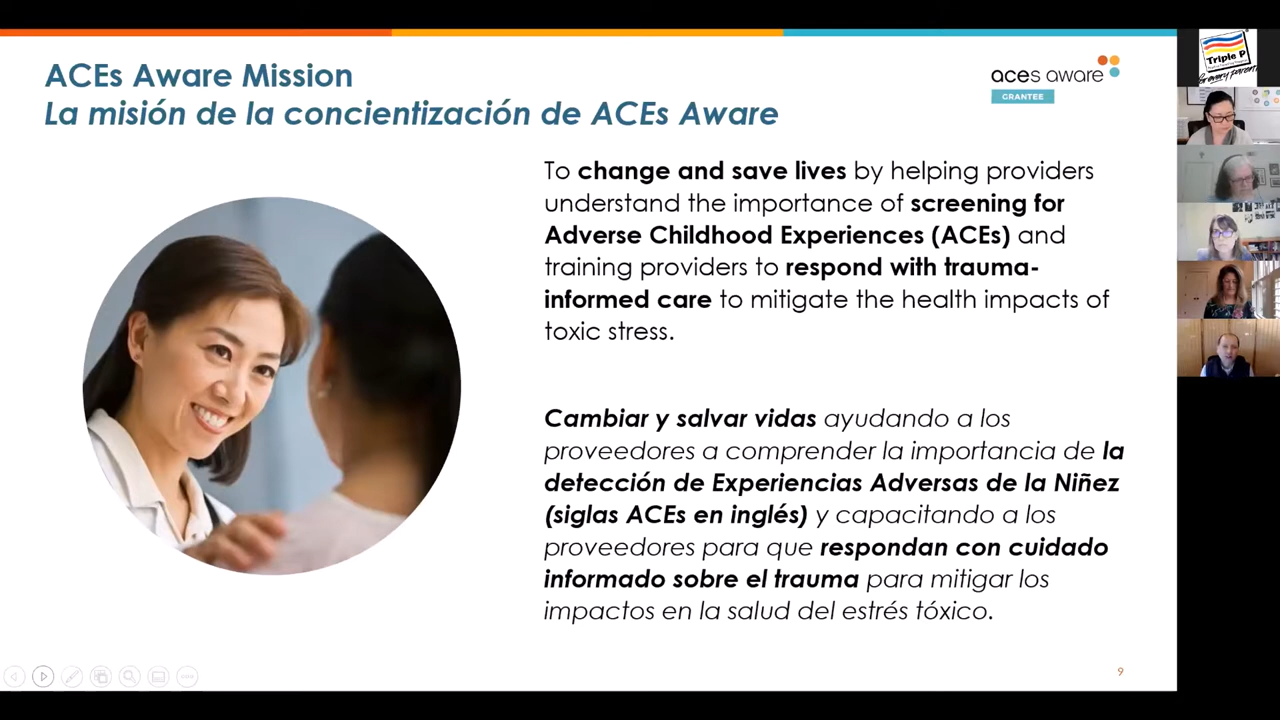 ACEs Aware Mission
La misión de la concientización de ACEs Aware
aces aware
GRANTEE
To change and save lives by helping providers
understand the importance of screening for
Adverse Childhood Experiences (ACEs) and
training providers to respond with trauma-
informed care to mitigate the health impacts of
toxic stress.
Cambiar y salvar vidas ayudando a los
proveedores a comprender la importancia de la
detección de Experiencias Adversas de la Niñez
(siglas ACEs en inglés) y capacitando a los
proveedores para que respondan con cuidado
informado sobre el trauma para mitigar los
impactos en la salud del estrés tóxico.
9
Triple P